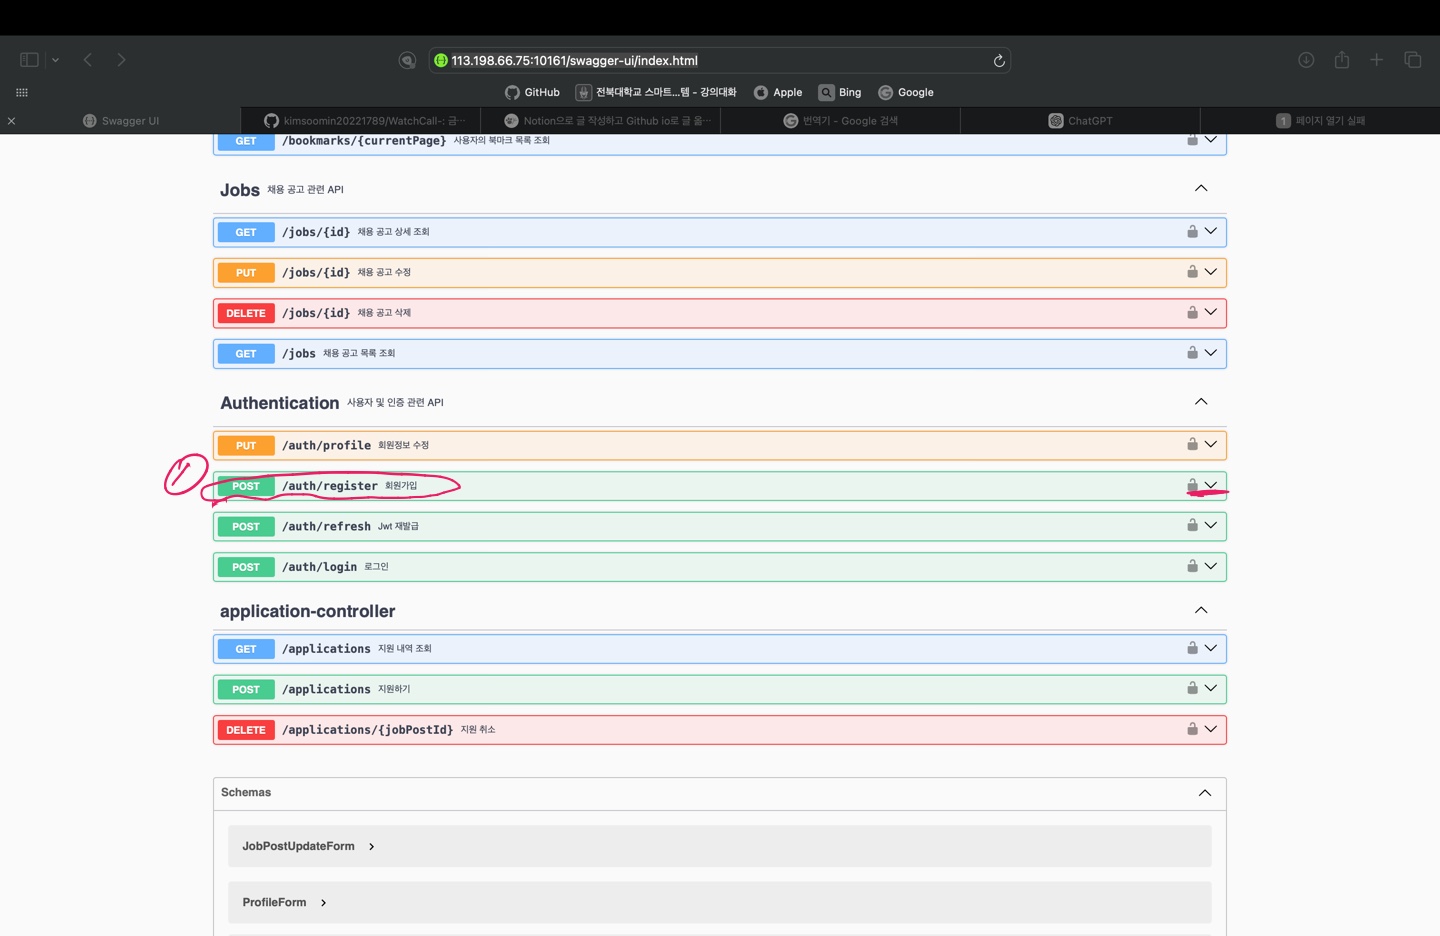 113.198.66.75:10161/swagger-ui/index.html
GitHub 전북대학교 스마트...템 - 강의대화 Apple Bing Google
Swagger UI kimsoomin20221789/WatchCall-: 금… Notion으로 글 작성하고 Github io로 글 옮… 번역기 - Google 검색 ChatGPT 1 페이지 열기 실패
GET /bookmarks/{currentPage} 사용자의 북마크 목록 조회
Jobs 채용 공고 관련 API
GET /jobs/{id} 채용 공고 상세 조회
PUT /jobs/{id} 채용 공고 수정
DELETE /jobs/{id} 채용 공고 삭제
GET /jobs 채용 공고 목록 조회
Authentication 사용자 및 인증 관련 API
PUT /auth/profile 회원정보 수정
1
POST /auth/register 회원가입
POST /auth/refresh Jwt 재발급
POST /auth/login 로그인
application-controller
GET /applications 지원 내역 조회
POST /applications 지원하기
DELETE /applications/{jobPostId} 지원 취소
Schemas
JobPostUpdateForm
ProfileForm